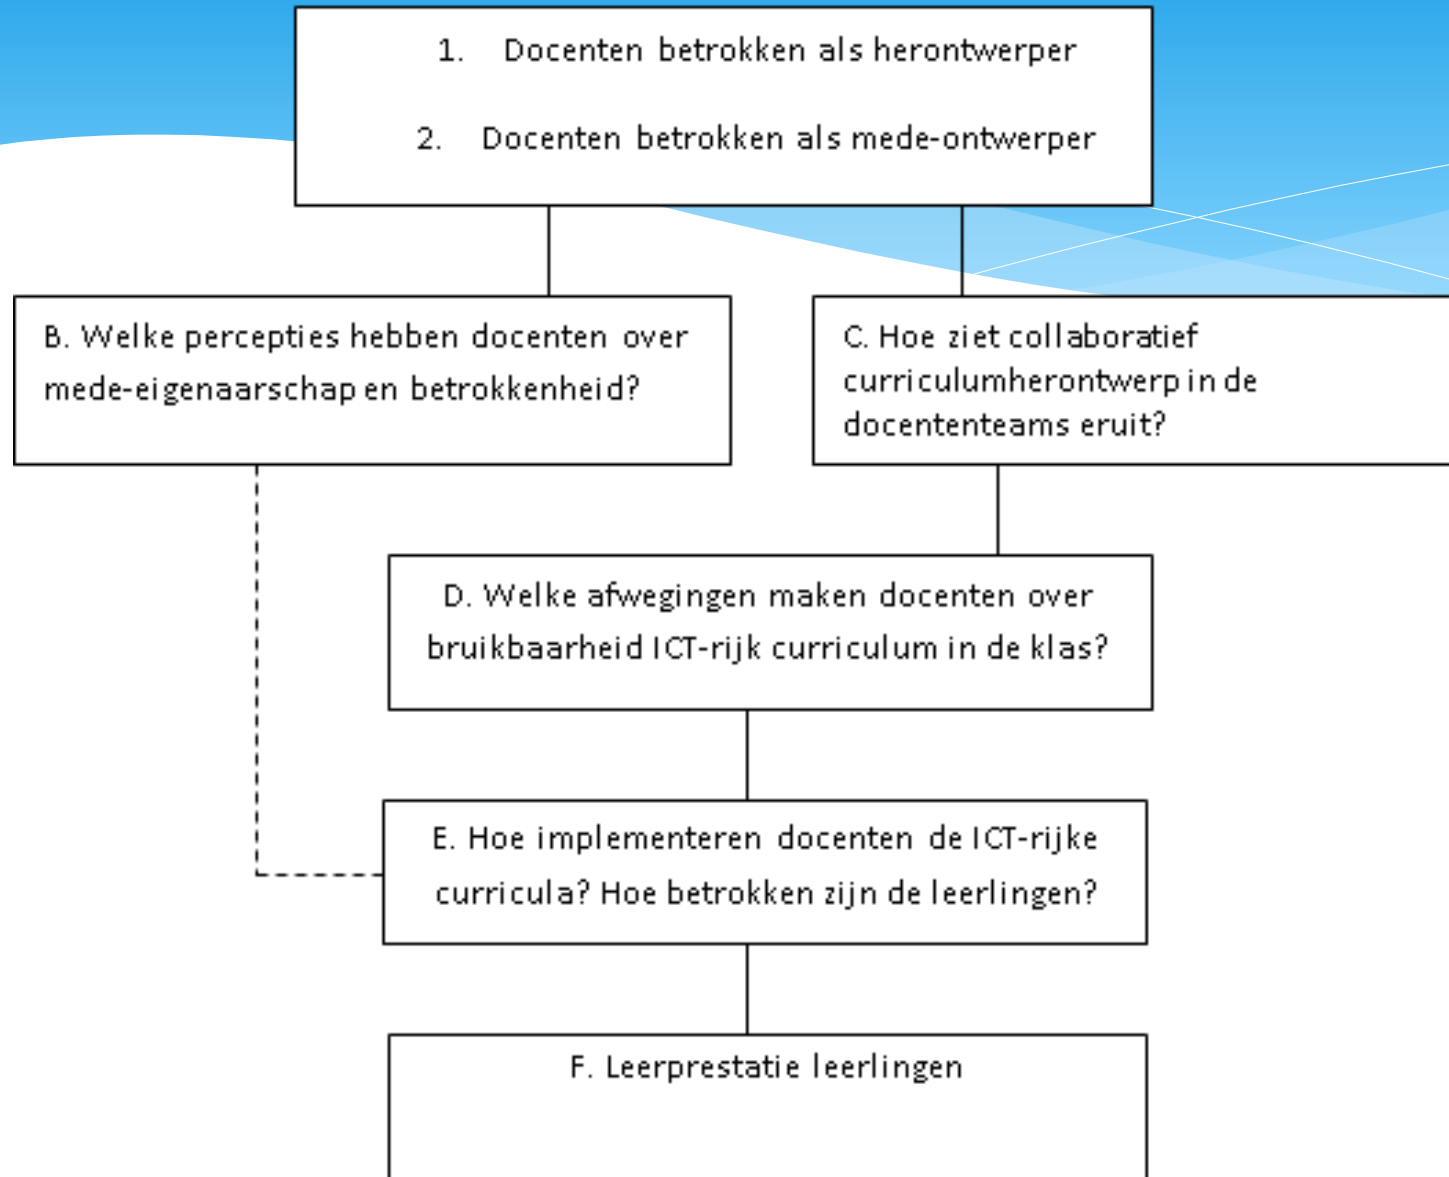 1. Docenten betrokken als herontwerper
2. Docenten betrokken als mede-ontwerper
B. Welke percepties hebben docenten over
mede-eigenaarschap en betrokkenheid?
C. Hoe ziet collaboratief
curriculumherontwerp in de
docententeams eruit?
D. Welke afwegingen maken docenten over
bruikbaarheid ICT-rijk curriculum in de klas?
E. Hoe implementeren docenten de ICT-rijke
curricula? Hoe betrokken zijn de leerlingen?
F. Leerprestatie leerlingen